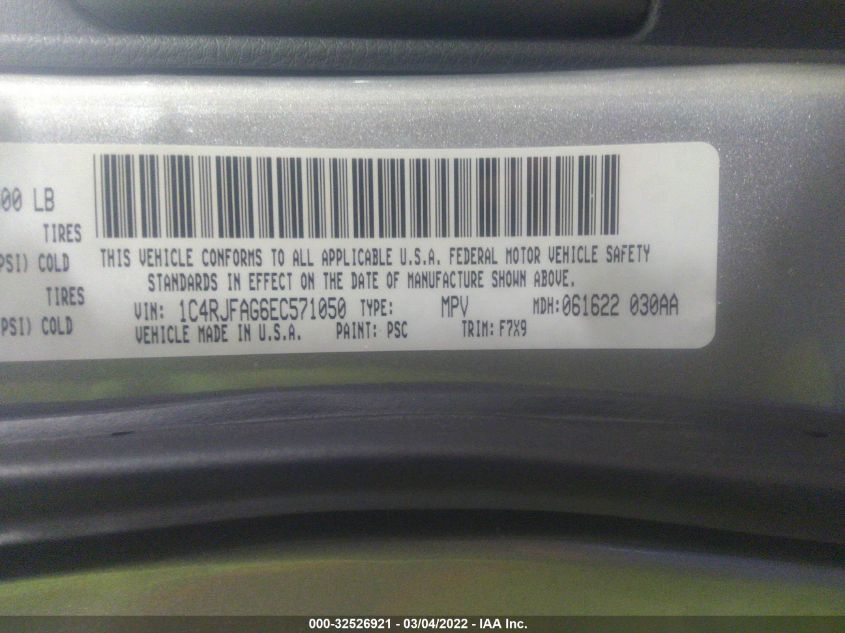 00 LB
TIRES
PSI) COLD
TIRES
PSI) COLD
THIS VEHICLE CONFORMS TO ALL APPLICABLE U.S.A. FEDERAL MOTOR VEHICLE SAFETY
STANDARDS IN EFFECT ON THE DATE OF MANUFACTURE SHOWN ABOVE.
VIN: 1C4RJFAG6EC571050 TYPE: MPV MDH:061622 030AA
VEHICLE MADE IN U.S.A. PAINT: PSC TRIM: F7X9
000-32526921 - 03/04/2022 - IAA Inc.